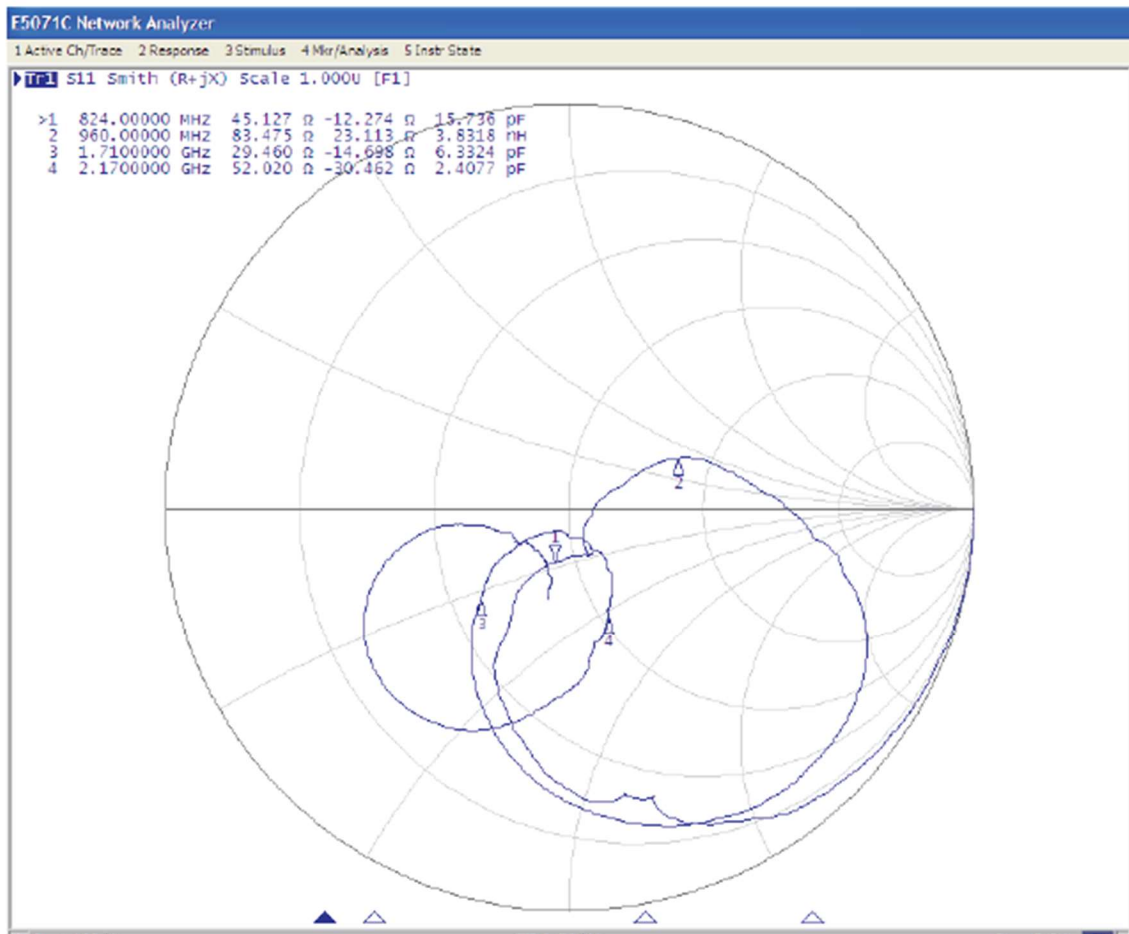 E5071C Network Analyzer
1 Active Ch/Trace 2 Response 3 Stimulus 4 Mkr/Analysis 5 Instr State
Tr1 S11 Smith (R+jX) Scale 1.000U [F1]
>1 824.00000 MHz 45.127 Ω -12.274 Ω 15.736 pF
2 960.00000 MHz 83.475 Ω 23.113 Ω 3.8318 nH
3 1.7100000 GHz 29.460 Ω -14.698 Ω 6.3324 pF
4 2.1700000 GHz 52.020 Ω -30.462 Ω 2.4077 pF
2
1
3
4